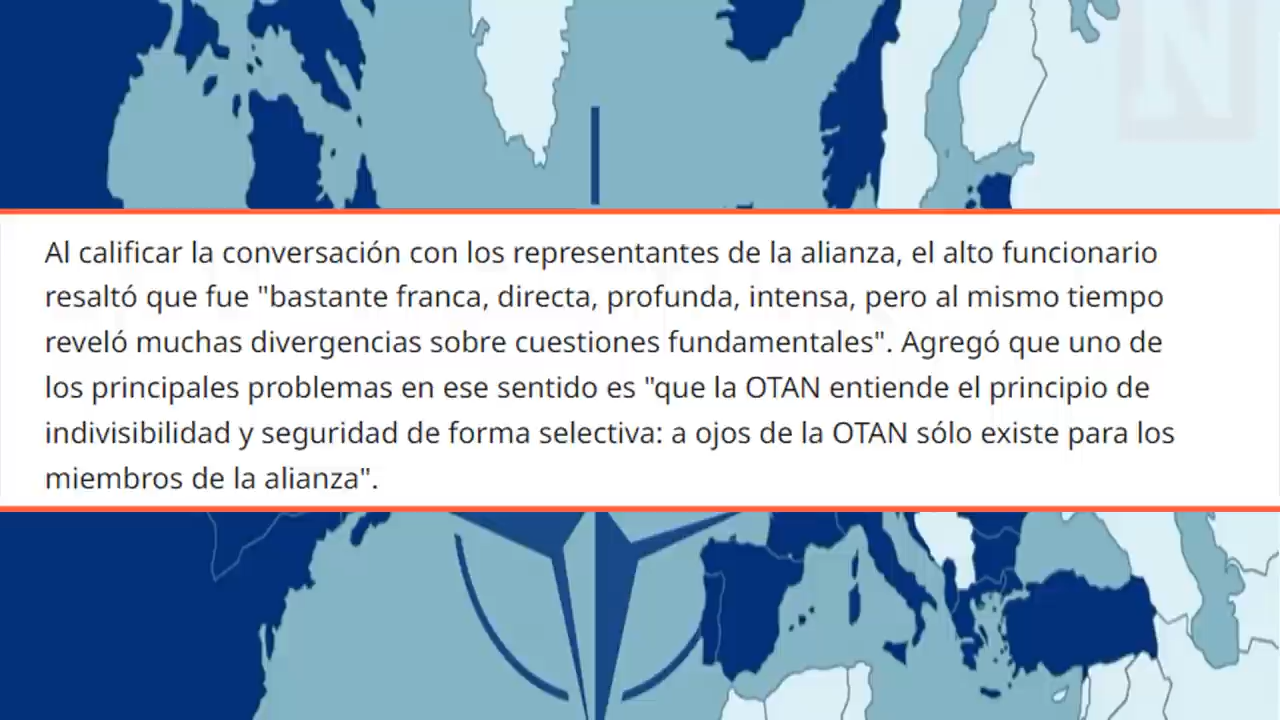 N
Al calificar la conversación con los representantes de la alianza, el alto funcionario
resaltó que fue "bastante franca, directa, profunda, intensa, pero al mismo tiempo
reveló muchas divergencias sobre cuestiones fundamentales". Agregó que uno de
los principales problemas en ese sentido es "que la OTAN entiende el principio de
indivisibilidad y seguridad de forma selectiva: a ojos de la OTAN sólo existe para los
miembros de la alianza".